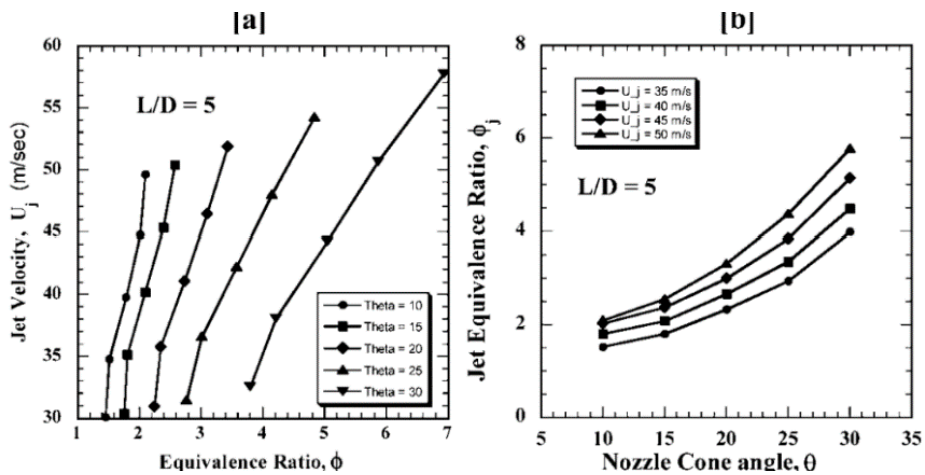 [a]
60
55
50
45
40
35
30
Jet Velocity, U_j (m/sec)
L/D = 5
Theta = 10
Theta = 15
Theta = 20
Theta = 25
Theta = 30
1 2 3 4 5 6 7
Equivalence Ratio, ϕ
[b]
8
6
4
2
0
Jet Equivalence Ratio, ϕ_j
U_j = 35 m/s
U_j = 40 m/s
U_j = 45 m/s
U_j = 50 m/s
L/D = 5
5 10 15 20 25 30 35
Nozzle Cone angle, θ